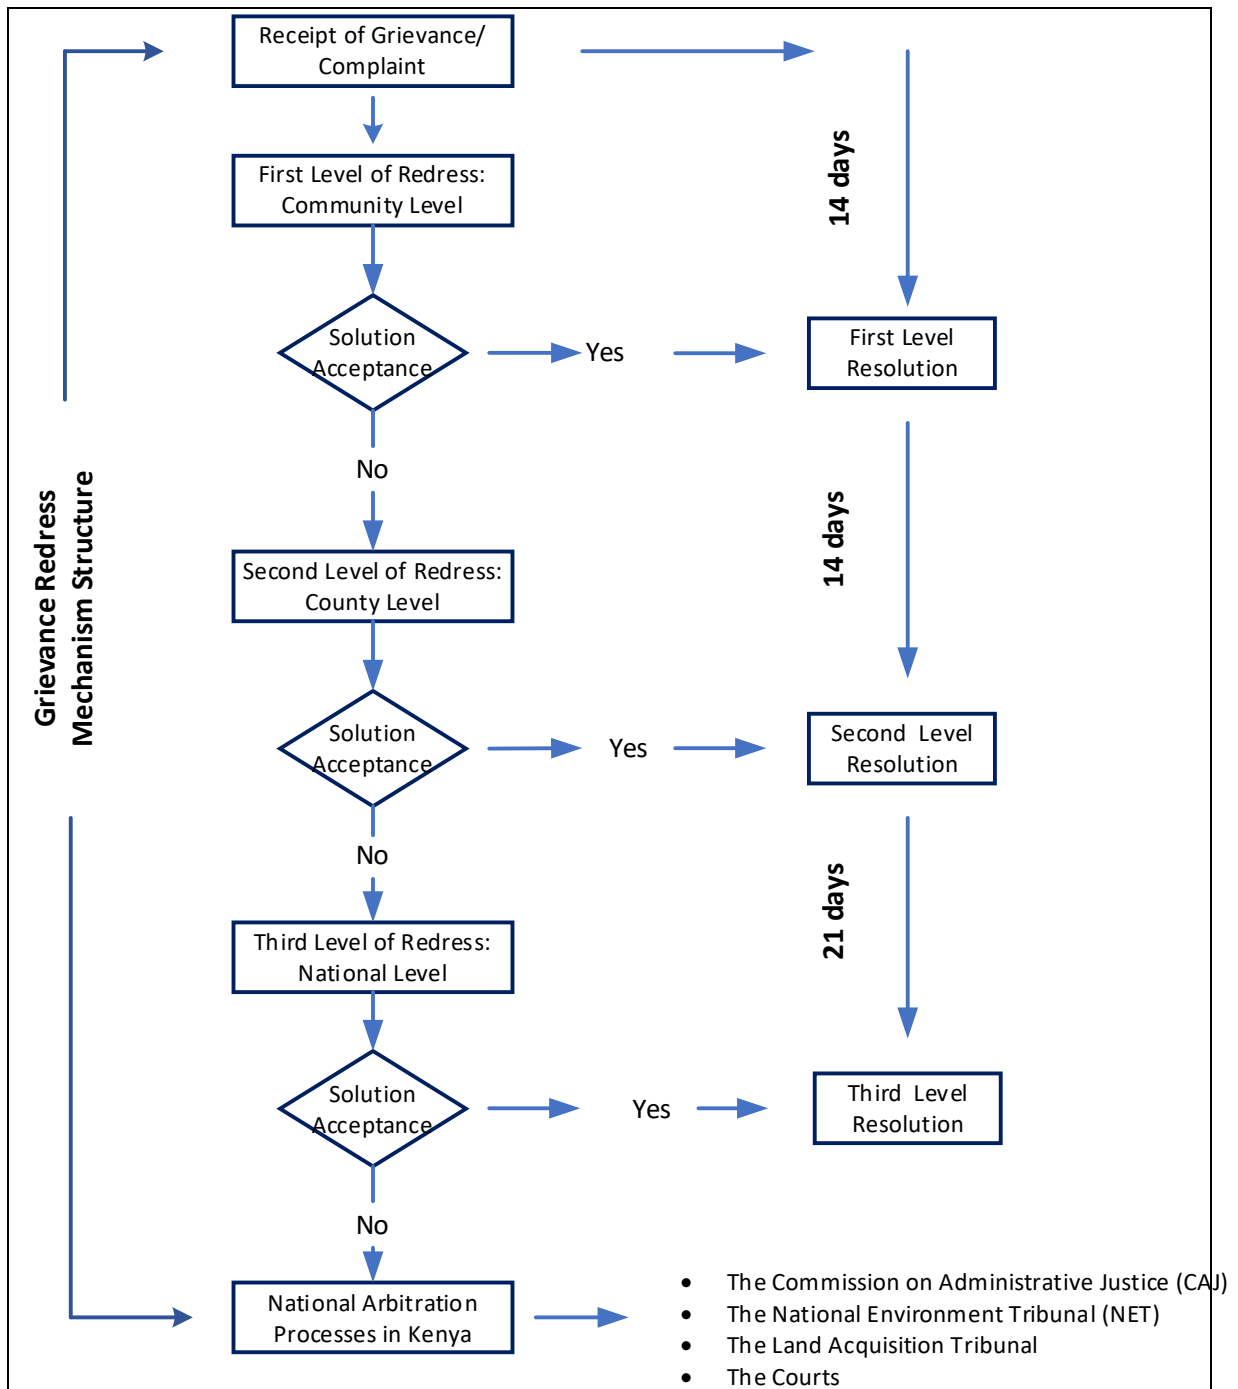 Receipt of Grievance/
Complaint
First Level of Redress:
Community Level
14 days
Solution
Acceptance
Yes
First Level
Resolution
No
Grievance Redress
Mechanism Structure
Second Level of Redress:
County Level
14 days
Solution
Acceptance
Yes
Second Level
Resolution
No
Third Level of Redress:
National Level
21 days
Solution
Acceptance
Yes
Third Level
Resolution
No
National Arbitration
Processes in Kenya
• The Commission on Administrative Justice (CAJ)
• The National Environment Tribunal (NET)
• The Land Acquisition Tribunal
• The Courts